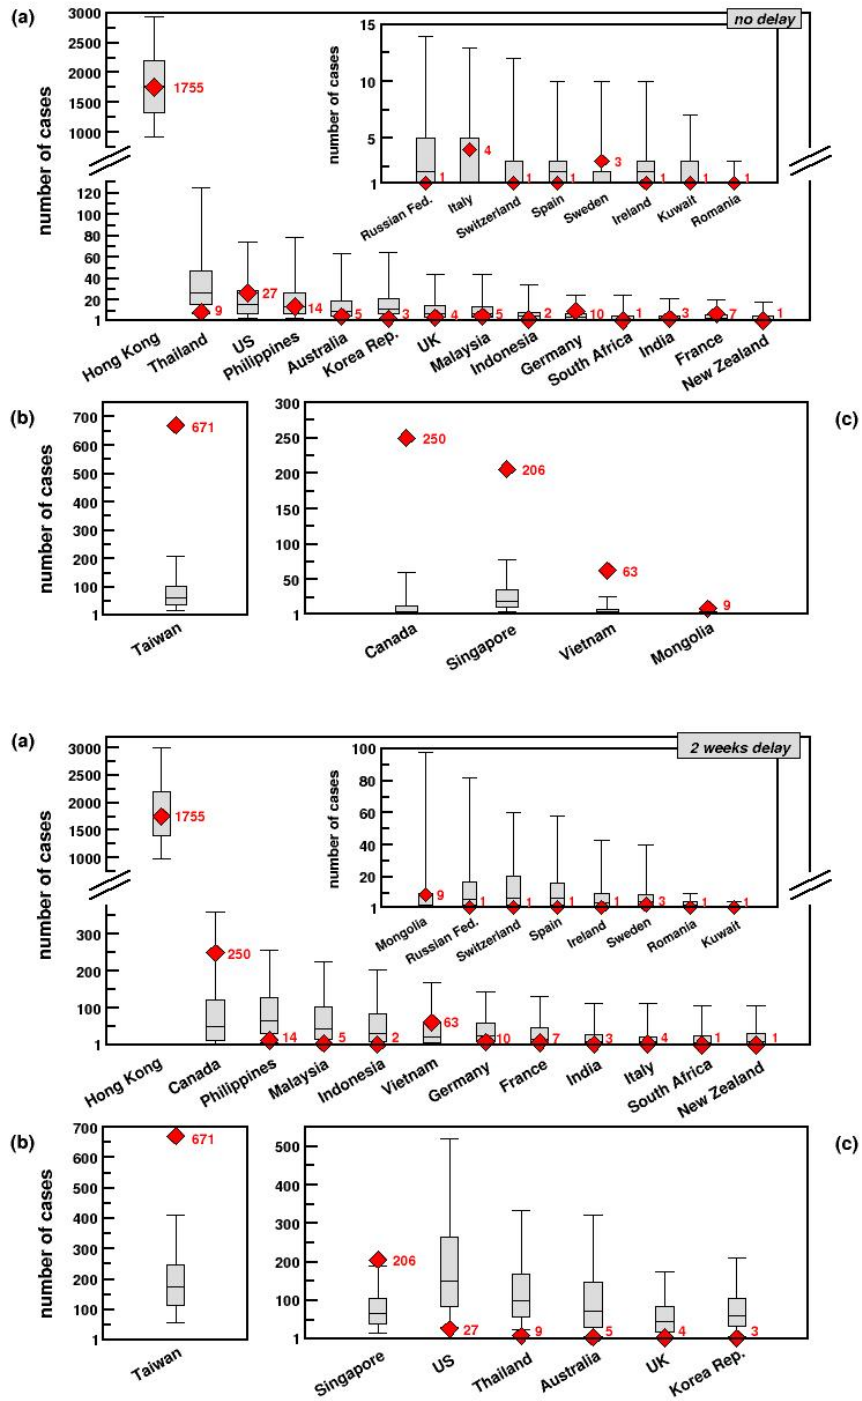 (a)
no delay
number of cases
3000
2500
2000
1500
1000
120
100
80
60
40
20
1
1755
9
27
14
5
3
4
5
2
10
1
3
7
1
Hong Kong
Thailand
US
Philippines
Australia
Korea Rep.
UK
Malaysia
Indonesia
Germany
South Africa
India
France
New Zealand
number of cases
15
10
5
1
1
4
1
1
3
1
1
1
Russian Fed.
Italy
Switzerland
Spain
Sweden
Ireland
Kuwait
Romania
(b)
number of cases
700
600
500
400
300
200
100
1
671
Taiwan
(c)
300
250
200
150
100
50
1
250
206
63
9
Canada
Singapore
Vietnam
Mongolia
(a)
2 weeks delay
number of cases
3000
2500
2000
1500
1000
300
200
100
1
1755
250
14
5
2
63
10
7
3
4
1
1
Hong Kong
Canada
Philippines
Malaysia
Indonesia
Vietnam
Germany
France
India
Italy
South Africa
New Zealand
number of cases
100
80
60
40
20
1
9
1
1
1
1
3
1
1
Mongolia
Russian Fed.
Switzerland
Spain
Ireland
Sweden
Romania
Kuwait
(b)
number of cases
700
600
500
400
300
200
100
1
671
Taiwan
(c)
500
400
300
200
100
1
206
27
9
5
4
3
Singapore
US
Thailand
Australia
UK
Korea Rep.